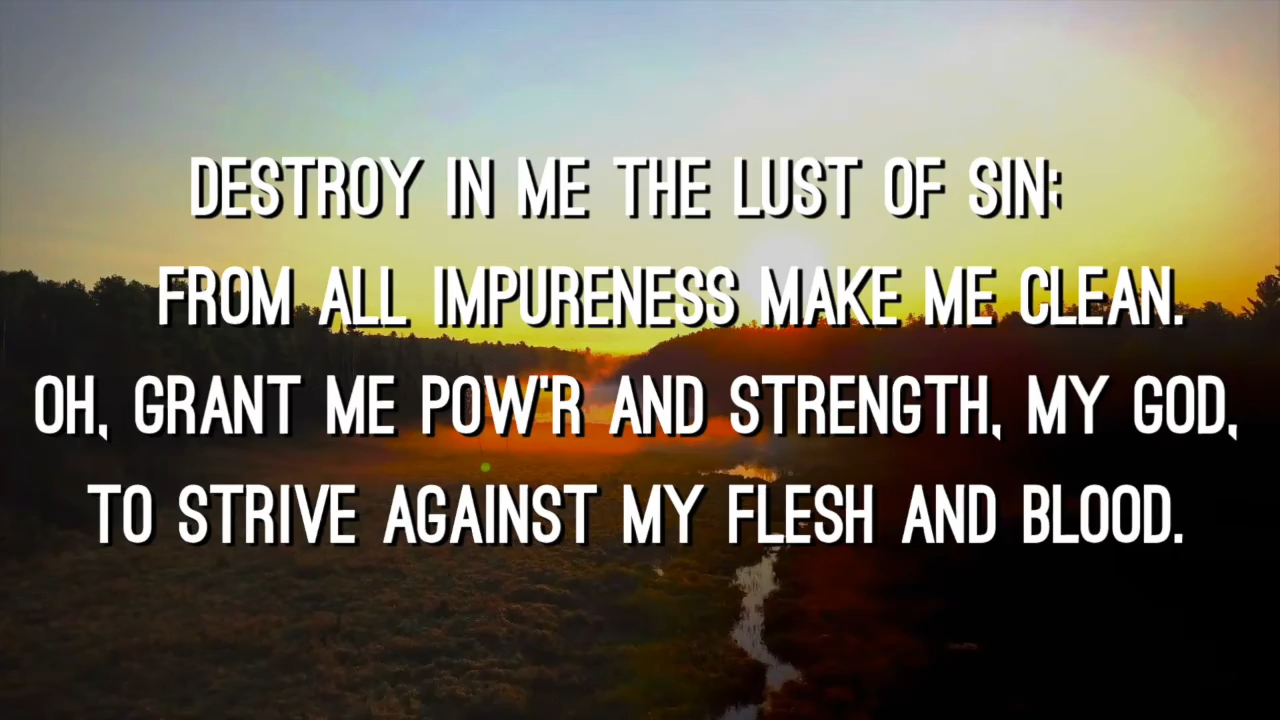 DESTROY IN ME THE LUST OF SIN;
FROM ALL IMPURENESS MAKE ME CLEAN.
OH, GRANT ME POW'R AND STRENGTH, MY GOD,
TO STRIVE AGAINST MY FLESH AND BLOOD.